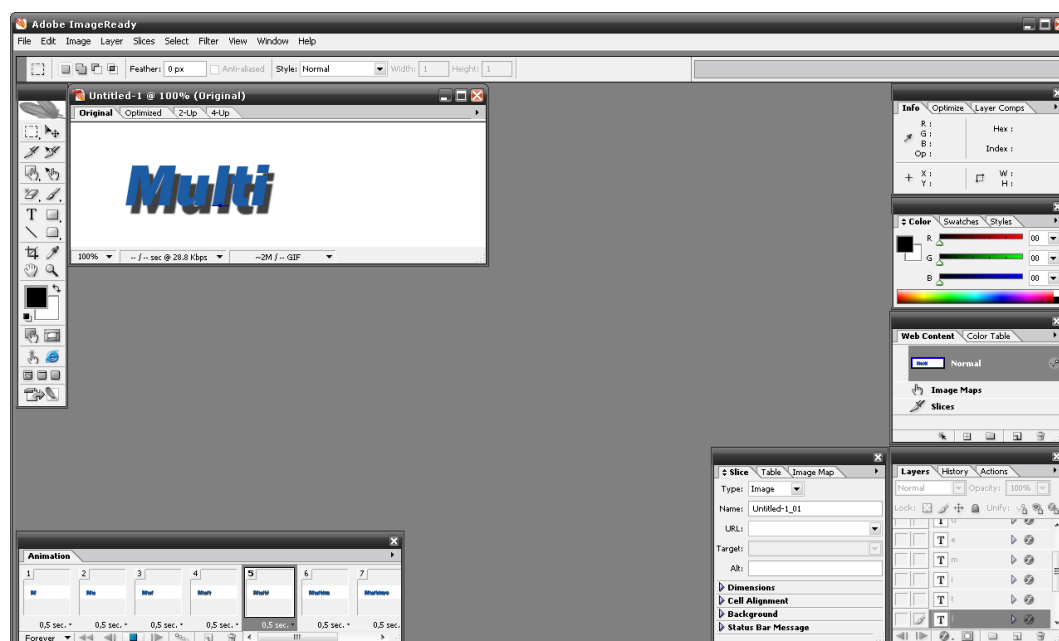 Adobe ImageReady
File Edit Image Layer Slices Select Filter View Window Help
Feather: 0 px Anti-aliased Style: Normal Width: 1 Height: 1
Untitled-1 @ 100% (Original)
Original Optimized 2-Up 4-Up
Multi
100% -- / -- sec @ 28.8 Kbps ~2M / -- GIF
Info Optimize Layer Comps
R :
G :
B :
Op :
Hex :
Index :
X :
Y :
W :
H :
Color Swatches Styles
R 00
G 00
B 00
Web Content Color Table
Normal
Image Maps
Slices
Slice Table Image Map
Type: Image
Name: Untitled-1_01
URL:
Target:
Alt:
Dimensions
Cell Alignment
Background
Status Bar Message
Layers History Actions
Normal Opacity: 100%
Lock: Unify:
T
T e
T m
T i
T t
T l
Animation
1 2 3 4 5 6 7
M Mu Mul Mult Multi
0,5 sec. 0,5 sec. 0,5 sec. 0,5 sec. 0,5 sec. 0,5 sec. 0,5 sec.
Forever